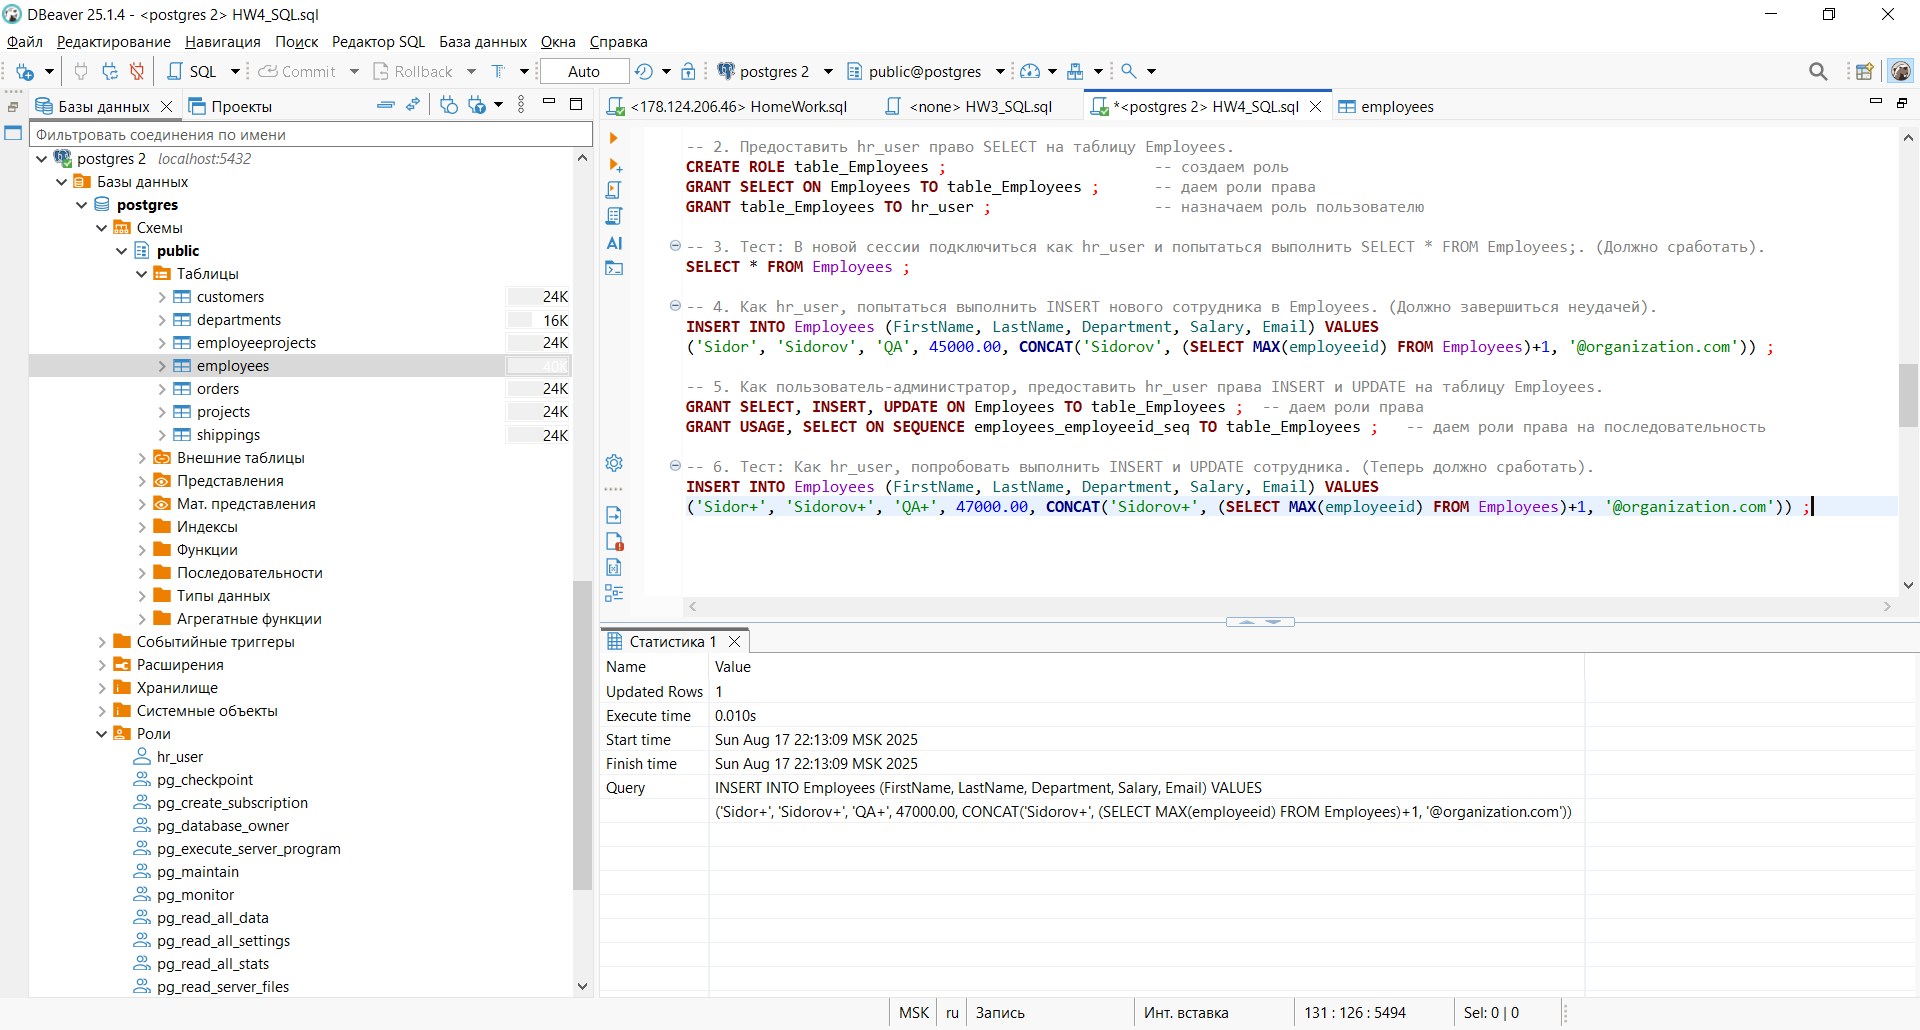 DBeaver 25.1.4 - <postgres 2> HW4_SQL.sql
Файл Редактирование Навигация Поиск Редактор SQL База данных Окна Справка
SQL Commit Rollback T Auto postgres 2 public@postgres
Базы данных Проекты
Фильтровать соединения по имени
postgres 2 localhost:5432
Базы данных
postgres
Схемы
public
Таблицы
customers 24K
departments 16K
employeeprojects 24K
employees 40K
orders 24K
projects 24K
shippings 24K
Внешние таблицы
Представления
Мат. представления
Индексы
Функции
Последовательности
Типы данных
Агрегатные функции
Событийные триггеры
Расширения
Хранилище
Системные объекты
Роли
hr_user
pg_checkpoint
pg_create_subscription
pg_database_owner
pg_execute_server_program
pg_maintain
pg_monitor
pg_read_all_data
pg_read_all_settings
pg_read_all_stats
pg_read_server_files
<178.124.206.46> HomeWork.sql <none> HW3_SQL.sql *<postgres 2> HW4_SQL.sql employees
AI
-- 2. Предоставить hr_user право SELECT на таблицу Employees.
CREATE ROLE table_Employees ; -- создаем роль
GRANT SELECT ON Employees TO table_Employees ; -- даем роли права
GRANT table_Employees TO hr_user ; -- назначаем роль пользователю
-- 3. Тест: В новой сессии подключиться как hr_user и попытаться выполнить SELECT * FROM Employees;. (Должно сработать).
SELECT * FROM Employees ;
-- 4. Как hr_user, попытаться выполнить INSERT нового сотрудника в Employees. (Должно завершиться неудачей).
INSERT INTO Employees (FirstName, LastName, Department, Salary, Email) VALUES
('Sidor', 'Sidorov', 'QA', 45000.00, CONCAT('Sidorov', (SELECT MAX(employeeid) FROM Employees)+1, '@organization.com')) ;
-- 5. Как пользователь-администратор, предоставить hr_user права INSERT и UPDATE на таблицу Employees.
GRANT SELECT, INSERT, UPDATE ON Employees TO table_Employees ; -- даем роли права
GRANT USAGE, SELECT ON SEQUENCE employees_employeeid_seq TO table_Employees ; -- даем роли права на последовательность
-- 6. Тест: Как hr_user, попробовать выполнить INSERT и UPDATE сотрудника. (Теперь должно сработать).
INSERT INTO Employees (FirstName, LastName, Department, Salary, Email) VALUES
('Sidor+', 'Sidorov+', 'QA+', 47000.00, CONCAT('Sidorov+', (SELECT MAX(employeeid) FROM Employees)+1, '@organization.com')) ;
Статистика 1
Name Value
Updated Rows 1
Execute time 0.010s
Start time Sun Aug 17 22:13:09 MSK 2025
Finish time Sun Aug 17 22:13:09 MSK 2025
Query INSERT INTO Employees (FirstName, LastName, Department, Salary, Email) VALUES
('Sidor+', 'Sidorov+', 'QA+', 47000.00, CONCAT('Sidorov+', (SELECT MAX(employeeid) FROM Employees)+1, '@organization.com'))
MSK ru Запись Инт. вставка 131 : 126 : 5494 Sel: 0 | 0